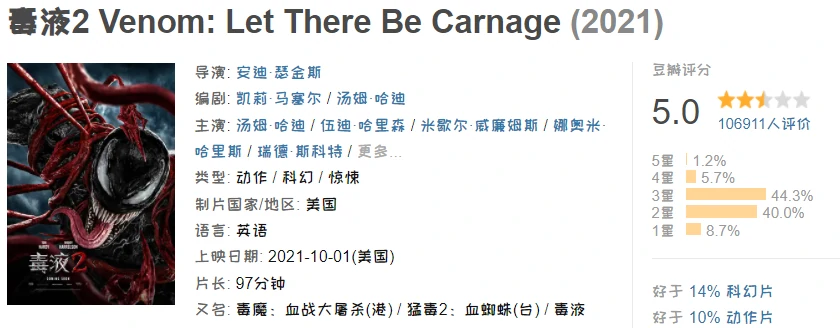 毒液2 Venom: Let There Be Carnage (2021)
导演: 安迪·瑟金斯
编剧: 凯莉·马塞尔 / 汤姆·哈迪
主演: 汤姆·哈迪 / 伍迪·哈里森 / 米歇尔·威廉姆斯 / 娜奥米·
哈里斯 / 瑞德·斯科特 / 更多...
类型: 动作 / 科幻 / 惊悚
制片国家/地区: 美国
语言: 英语
上映日期: 2021-10-01(美国)
片长: 97分钟
又名: 毒魔：血战大屠杀(港) / 猛毒2：血蜘蛛(台) / 毒液
豆瓣评分
5.0
106911人评价
5星 1.2%
4星 5.7%
3星 44.3%
2星 40.0%
1星 8.7%
好于 14% 科幻片
好于 10% 动作片
TOM HARDY
WOODY HARRELSON
毒液2
COMING SOON